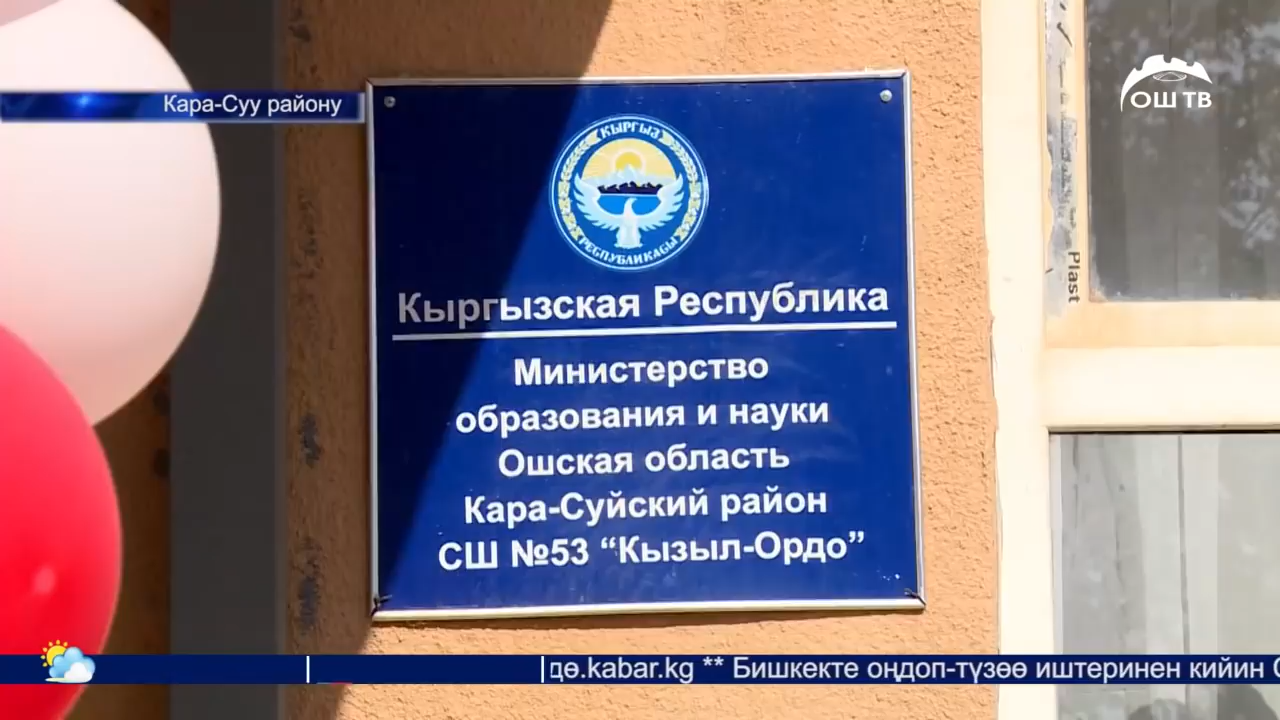 Кара-Суу району
ОШ ТВ
КЫРГЫЗ
РЕСПУБЛИКАСЫ
Кыргызская Республика
Министерство
образования и науки
Ошская область
Кара-Суйский район
СШ №53 “Кызыл-Ордо”
Plast
дө.kabar.kg ** Бишкекте оңдоп-түзөө иштеринен кийин